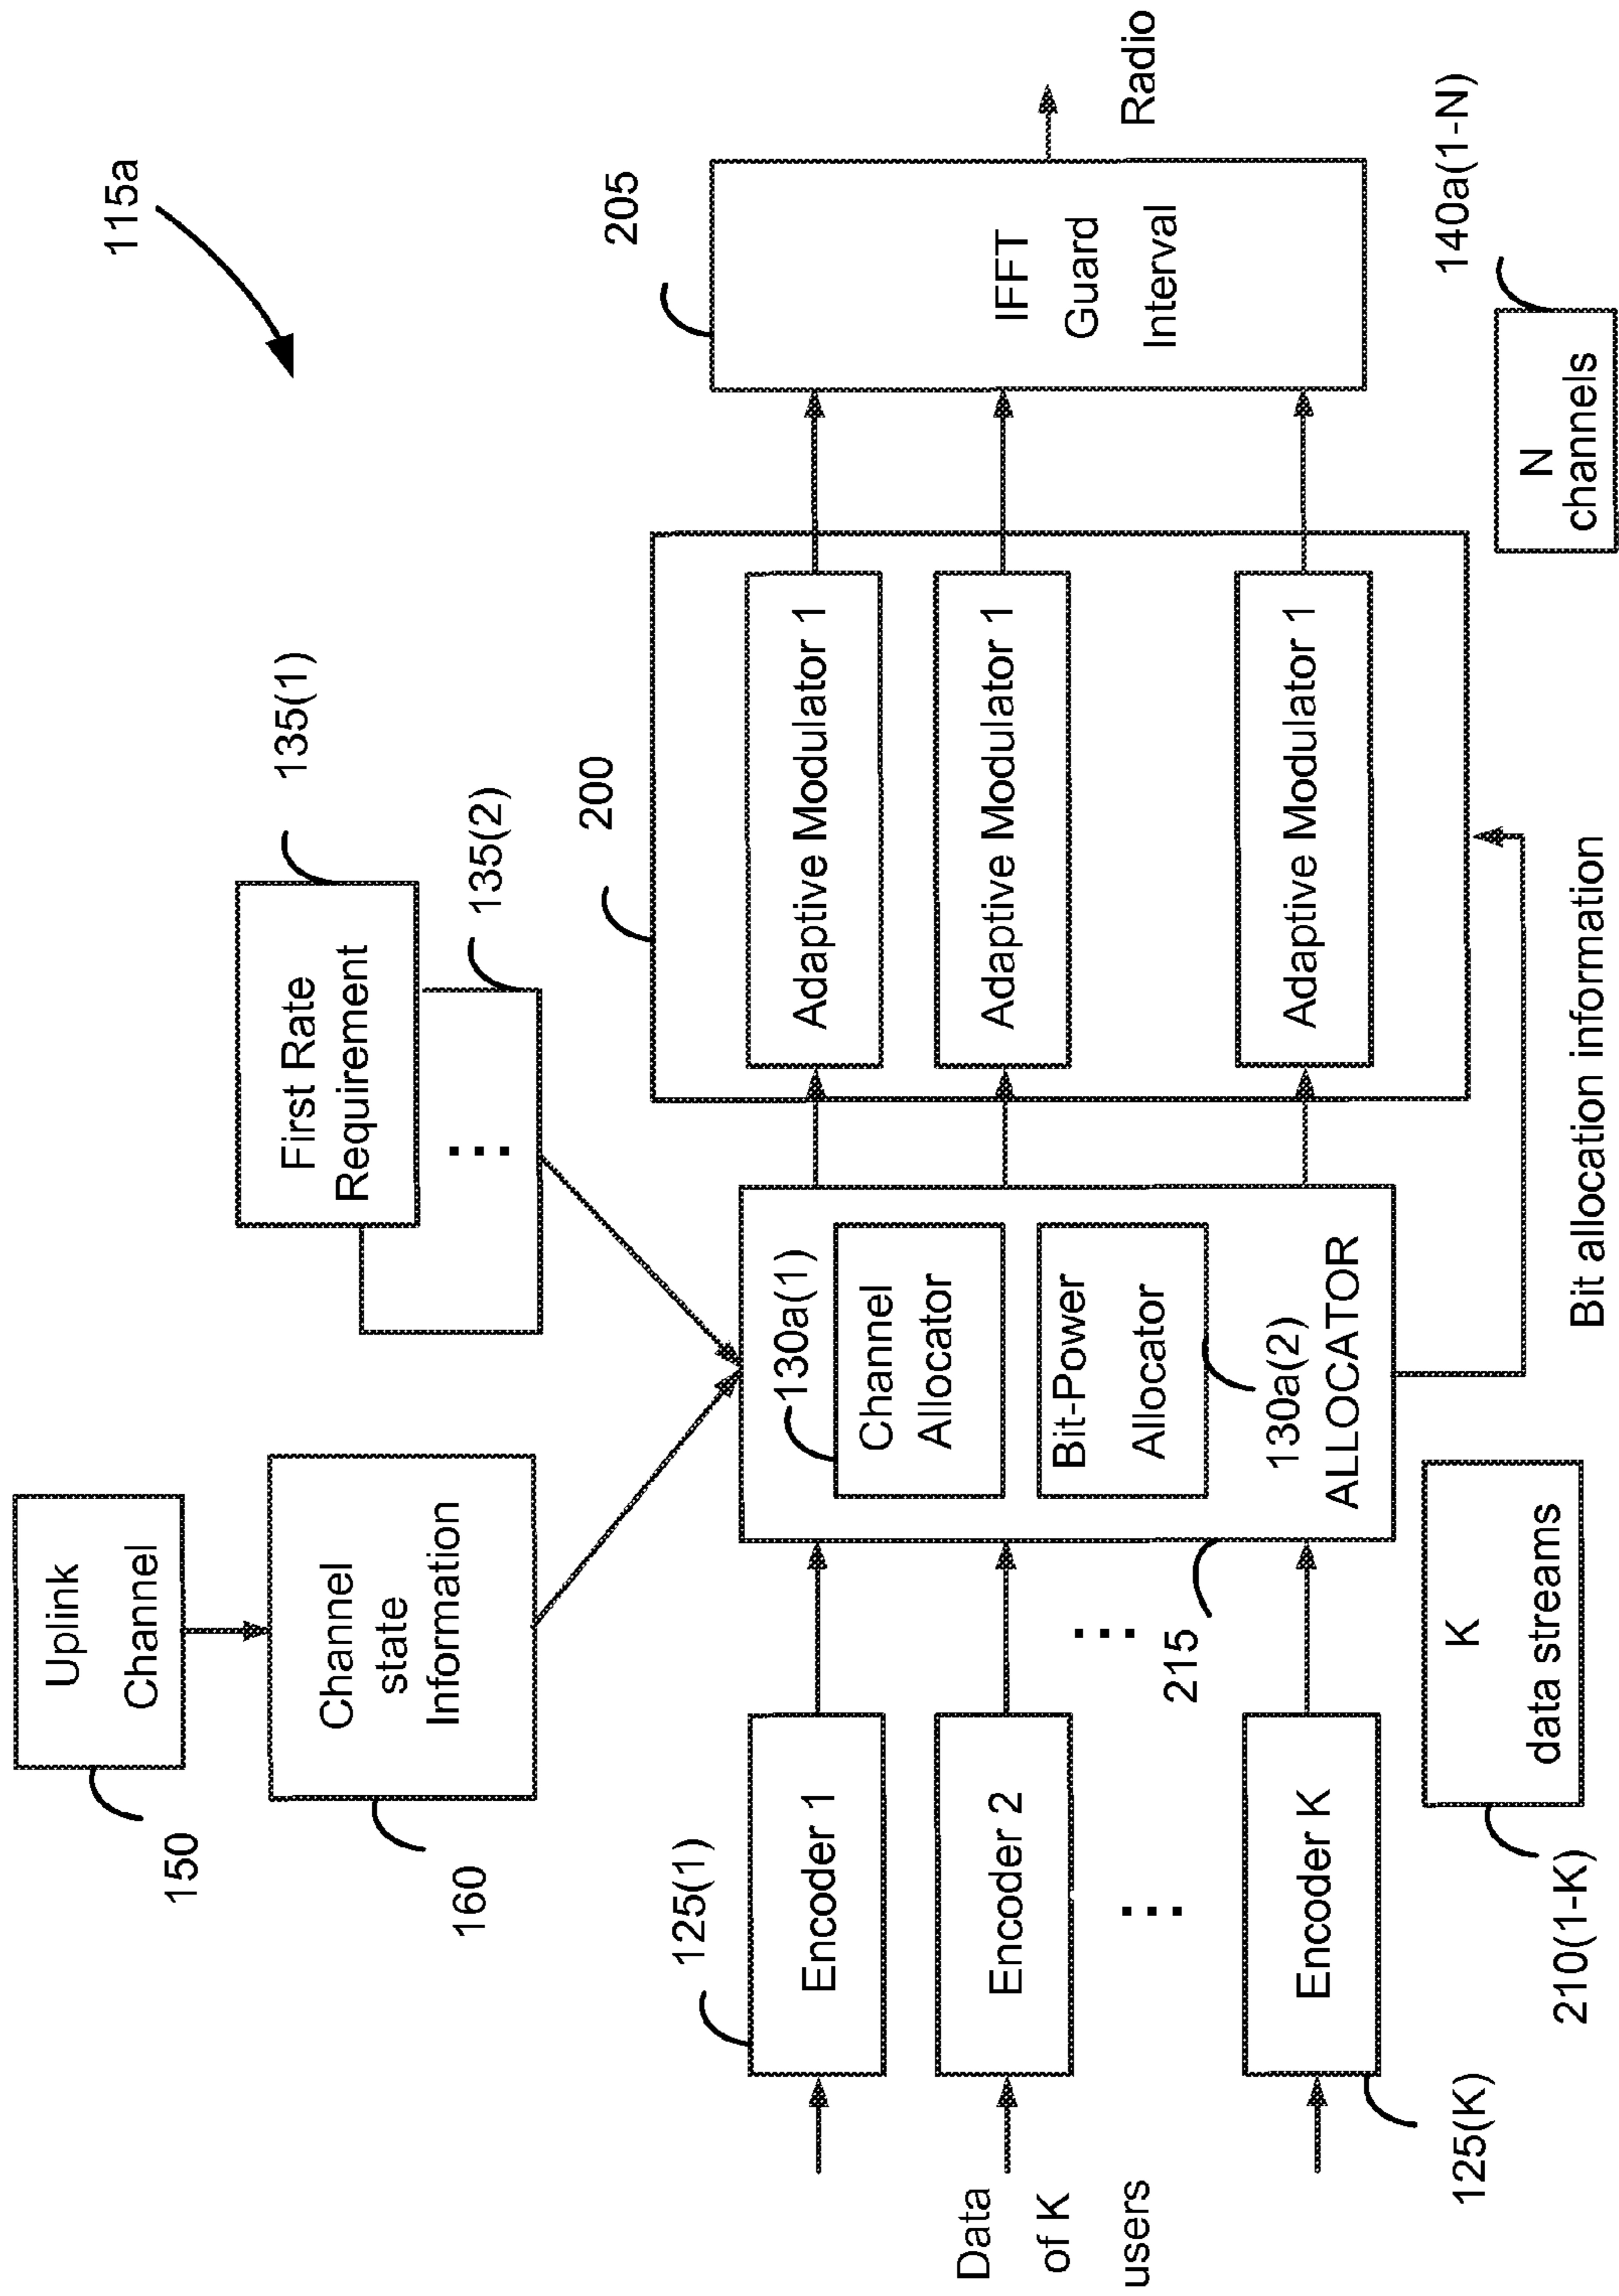 115a
Uplink
Channel
150
Channel
state
Information
160
First Rate
Requirement
135(1)
135(2)
...
Data
of K
users
125(1)
Encoder 1
Encoder 2
...
Encoder K
125(K)
...
215
130a(1)
Channel
Allocator
Bit-Power
Allocator
130a(2)
ALLOCATOR
200
Adaptive Modulator 1
Adaptive Modulator 1
Adaptive Modulator 1
205
IFFT
Guard
Interval
Radio
K
data streams
210(1-K)
Bit allocation information
N
channels
140a(1-N)